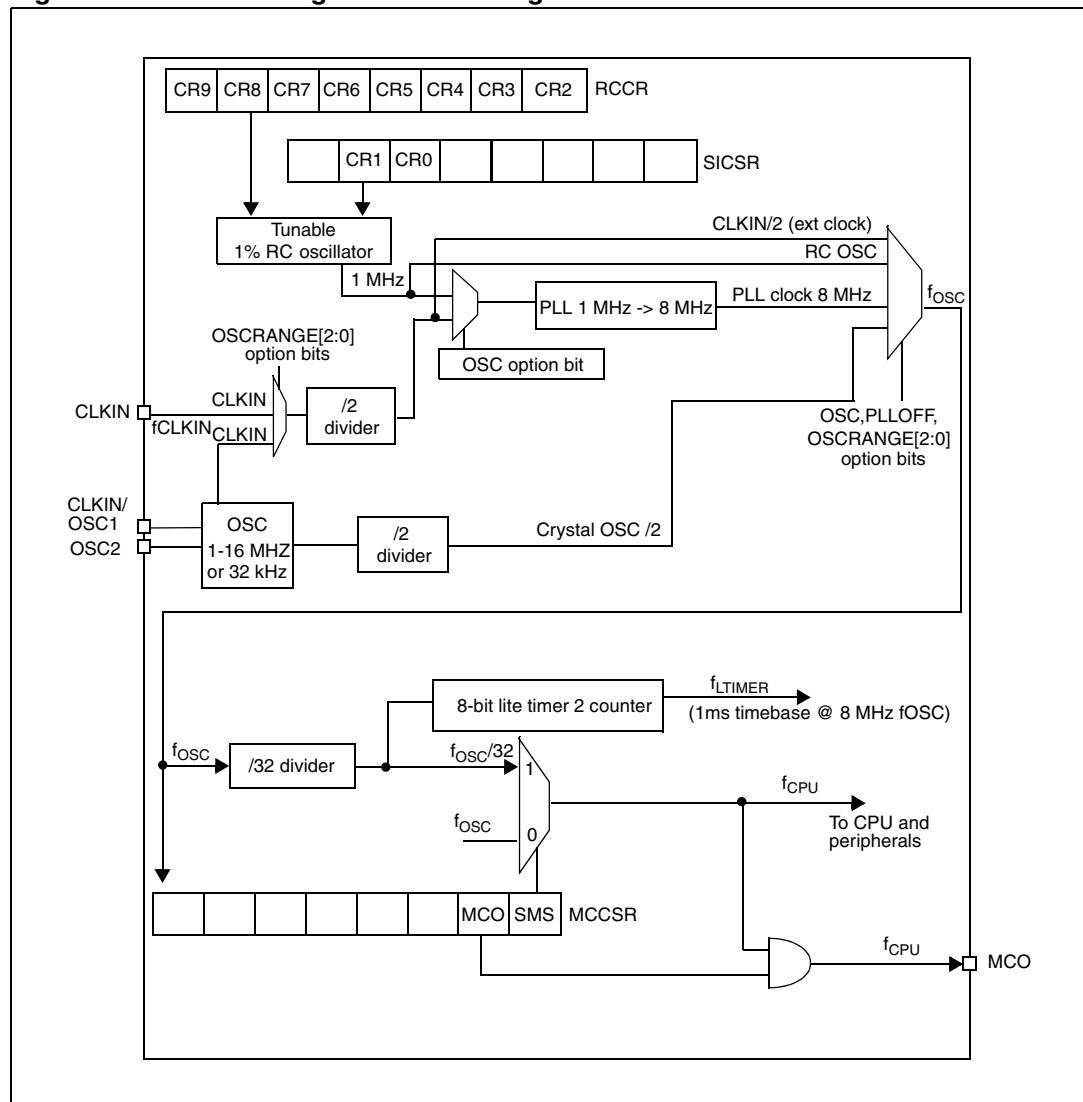 CR9 CR8 CR7 CR6 CR5 CR4 CR3 CR2 RCCR
CR1 CR0 SICSR
Tunable
1% RC oscillator
CLKIN/2 (ext clock)
RC OSC
1 MHz
PLL 1 MHz -> 8 MHz
PLL clock 8 MHz
fOSC
OSC option bit
OSCRANGE[2:0]
option bits
CLKIN
CLKIN
fCLKIN
CLKIN
/2
divider
OSC,PLLOFF,
OSCRANGE[2:0]
option bits
CLKIN/
OSC1
OSC2
OSC
1-16 MHZ
or 32 kHz
/2
divider
Crystal OSC /2
8-bit lite timer 2 counter
fLTIMER
(1ms timebase @ 8 MHz fOSC)
fOSC
/32 divider
fOSC/32
1
fOSC
0
fCPU
To CPU and
peripherals
MCO SMS MCCSR
fCPU
MCO